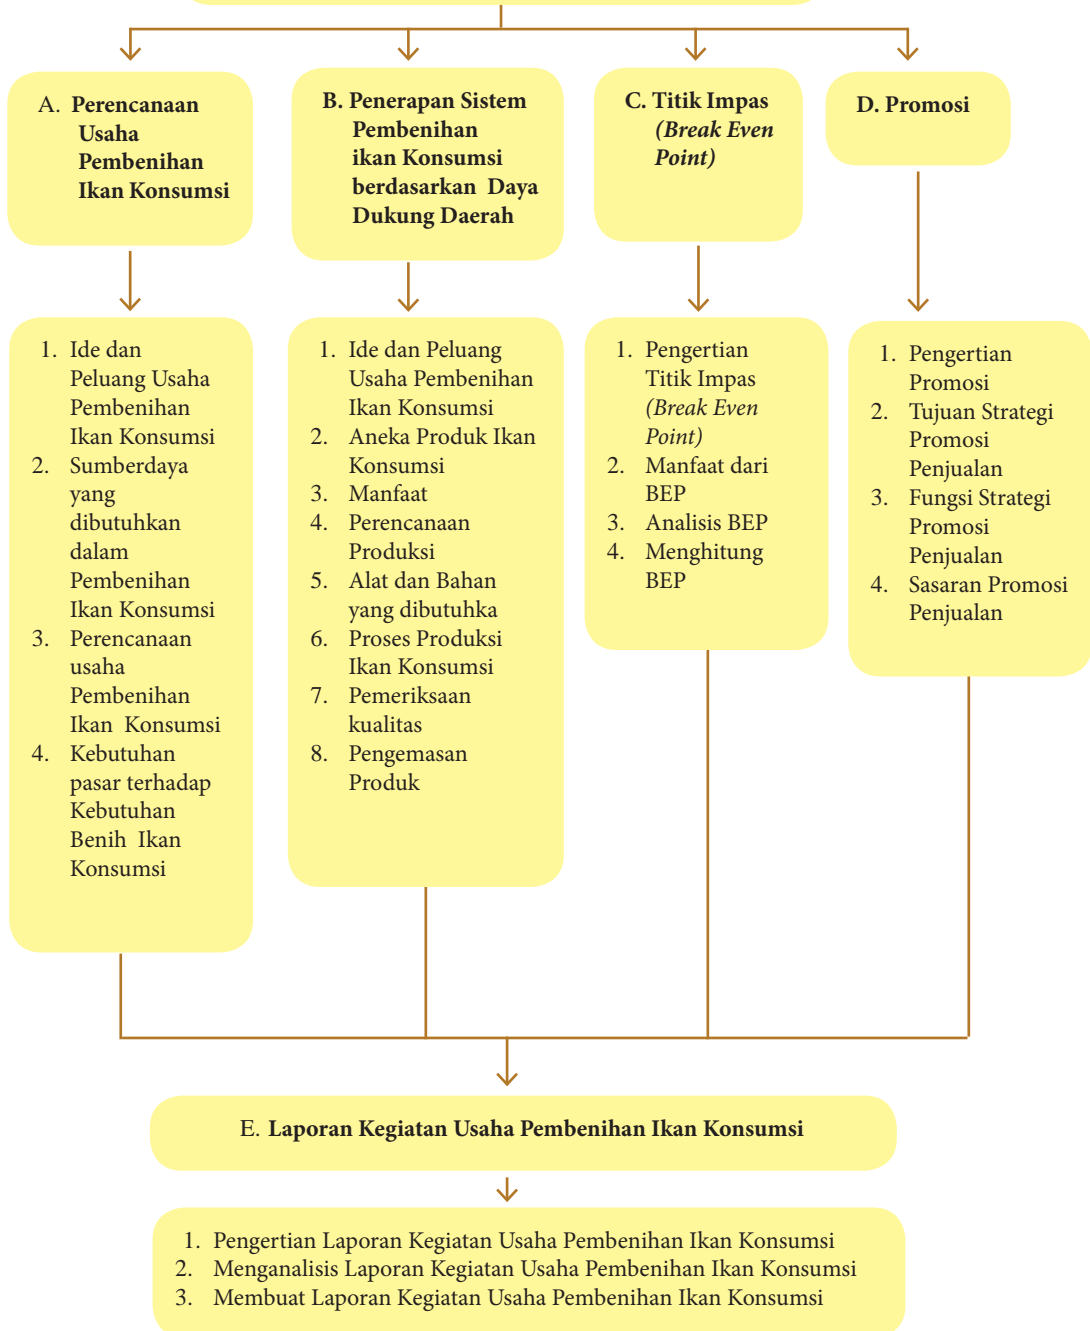 A. Perencanaan
Usaha
Pembenihan
Ikan Konsumsi
B. Penerapan Sistem
Pembenihan
ikan Konsumsi
berdasarkan Daya
Dukung Daerah
C. Titik Impas
(Break Even
Point)
D. Promosi
1. Ide dan
Peluang Usaha
Pembenihan
Ikan Konsumsi
2. Sumberdaya
yang
dibutuhkan
dalam
Pembenihan
Ikan Konsumsi
3. Perencanaan
usaha
Pembenihan
Ikan Konsumsi
4. Kebutuhan
pasar terhadap
Kebutuhan
Benih Ikan
Konsumsi
1. Ide dan Peluang
Usaha Pembenihan
Ikan Konsumsi
2. Aneka Produk Ikan
Konsumsi
3. Manfaat
4. Perencanaan
Produksi
5. Alat dan Bahan
yang dibutuhka
6. Proses Produksi
Ikan Konsumsi
7. Pemeriksaan
kualitas
8. Pengemasan
Produk
1. Pengertian
Titik Impas
(Break Even
Point)
2. Manfaat dari
BEP
3. Analisis BEP
4. Menghitung
BEP
1. Pengertian
Promosi
2. Tujuan Strategi
Promosi
Penjualan
3. Fungsi Strategi
Promosi
Penjualan
4. Sasaran Promosi
Penjualan
E. Laporan Kegiatan Usaha Pembenihan Ikan Konsumsi
1. Pengertian Laporan Kegiatan Usaha Pembenihan Ikan Konsumsi
2. Menganalisis Laporan Kegiatan Usaha Pembenihan Ikan Konsumsi
3. Membuat Laporan Kegiatan Usaha Pembenihan Ikan Konsumsi